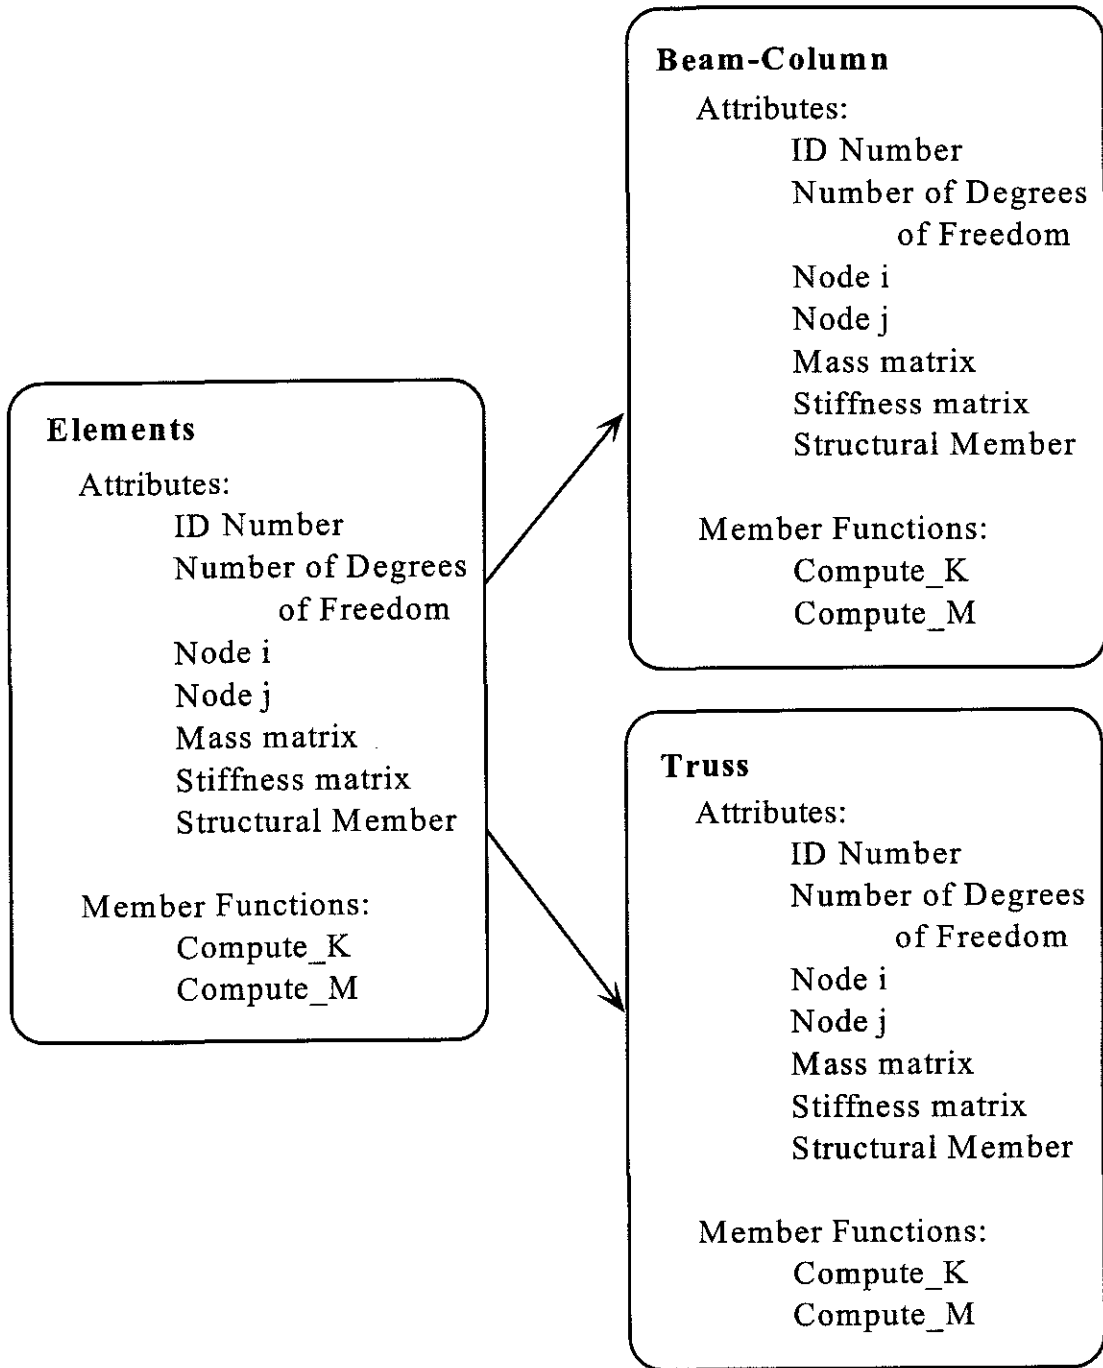 Elements
Attributes:
ID Number
Number of Degrees
of Freedom
Node i
Node j
Mass matrix
Stiffness matrix
Structural Member
Member Functions:
Compute_K
Compute_M
Beam-Column
Attributes:
ID Number
Number of Degrees
of Freedom
Node i
Node j
Mass matrix
Stiffness matrix
Structural Member
Member Functions:
Compute_K
Compute_M
Truss
Attributes:
ID Number
Number of Degrees
of Freedom
Node i
Node j
Mass matrix
Stiffness matrix
Structural Member
Member Functions:
Compute_K
Compute_M